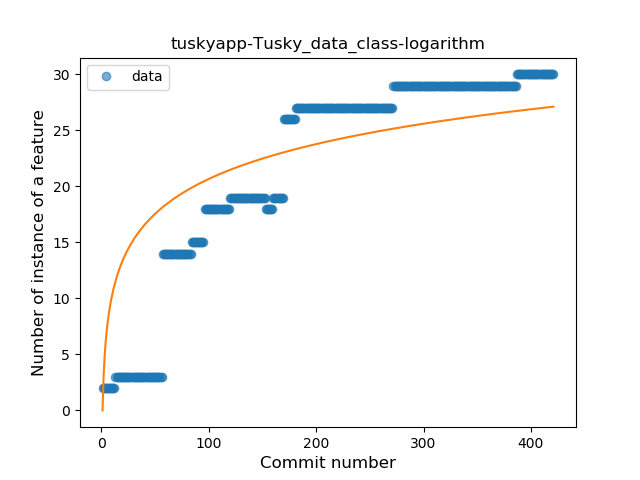 tuskyapp-Tusky_data_class-logarithm
data
Number of instance of a feature
30
25
20
15
10
5
0
0 100 200 300 400
Commit number